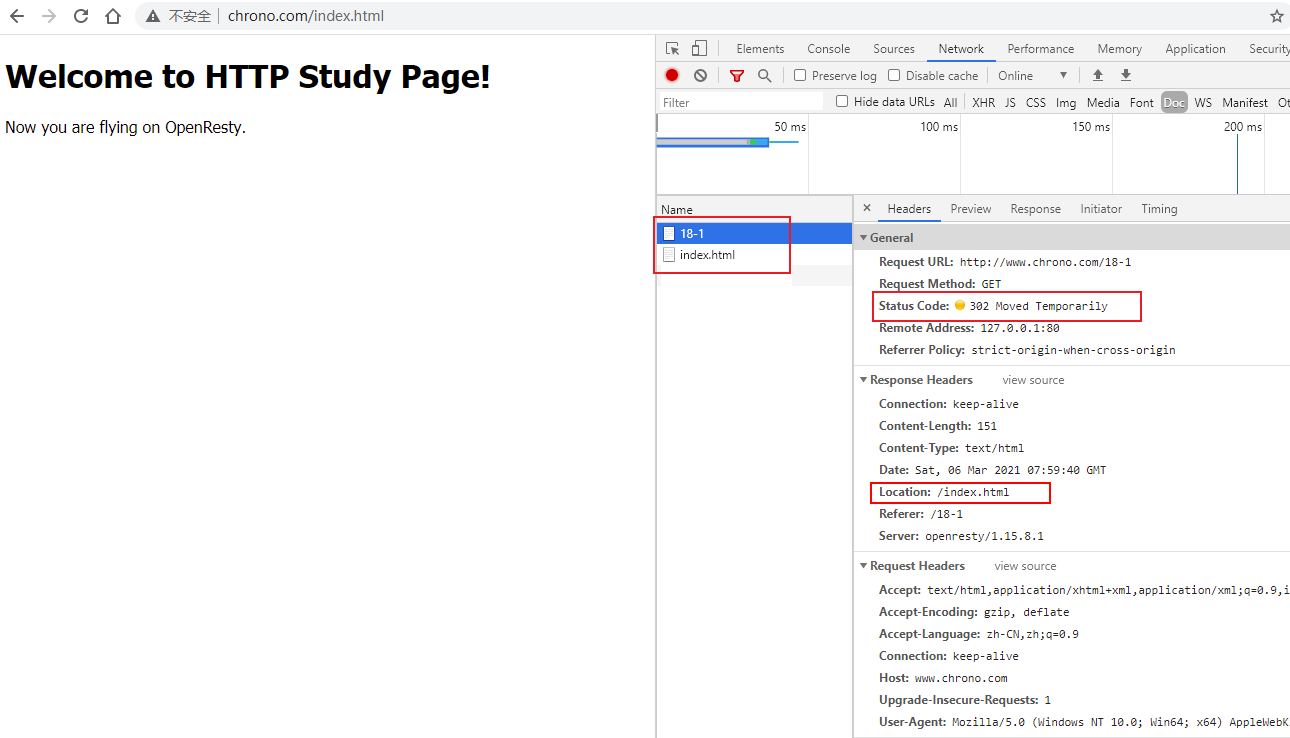 不安全 chrono.com/index.html
Welcome to HTTP Study Page!
Now you are flying on OpenResty.
Elements Console Sources Network Performance Memory Application Security
Preserve log Disable cache Online ▼
Filter Hide data URLs All XHR JS CSS Img Media Font Doc WS Manifest Ot
50 ms 100 ms 150 ms 200 ms
Name
18-1
index.html
× Headers Preview Response Initiator Timing
General
Request URL: http://www.chrono.com/18-1
Request Method: GET
Status Code: 302 Moved Temporarily
Remote Address: 127.0.0.1:80
Referrer Policy: strict-origin-when-cross-origin
Response Headers view source
Connection: keep-alive
Content-Length: 151
Content-Type: text/html
Date: Sat, 06 Mar 2021 07:59:40 GMT
Location: /index.html
Referer: /18-1
Server: openresty/1.15.8.1
Request Headers view source
Accept: text/html,application/xhtml+xml,application/xml;q=0.9,i
Accept-Encoding: gzip, deflate
Accept-Language: zh-CN,zh;q=0.9
Connection: keep-alive
Host: www.chrono.com
Upgrade-Insecure-Requests: 1
User-Agent: Mozilla/5.0 (Windows NT 10.0; Win64; x64) AppleWebK